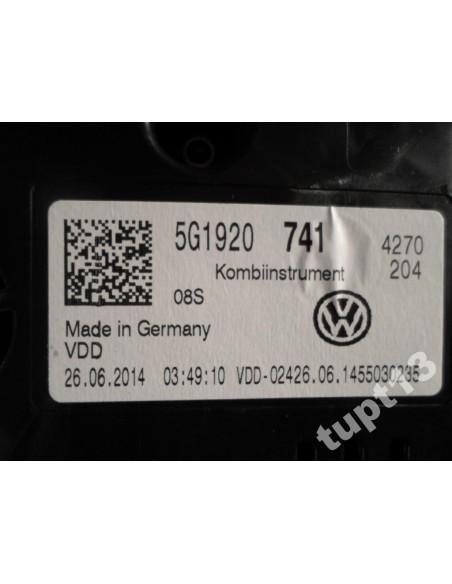 5G1920 741 4270
Kombiinstrument 204
08S
Made in Germany
VDD
26.06.2014 03:49:10 VDD-02426.06.1455030235
tupt13